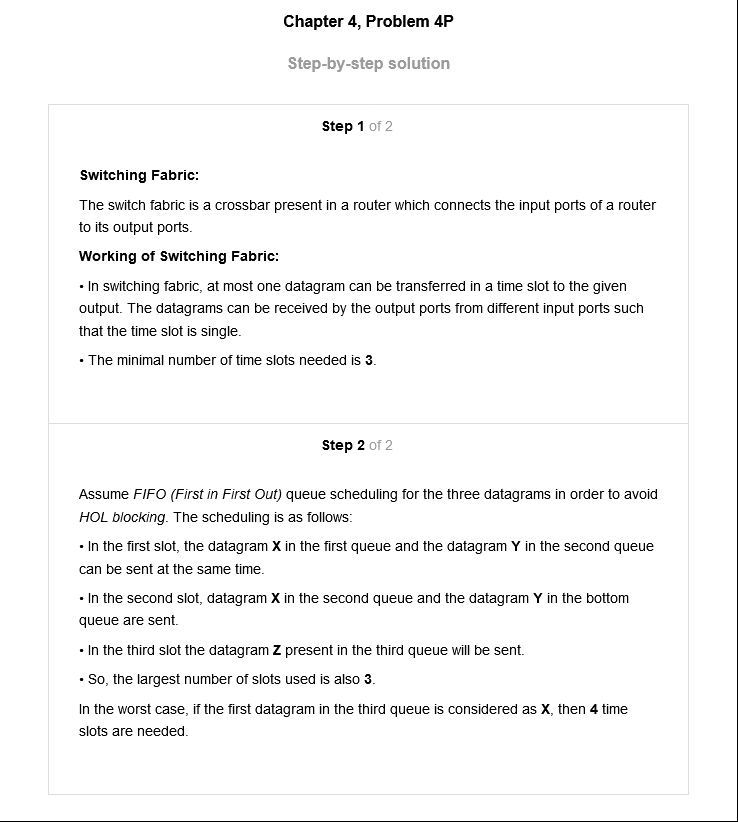 Chapter 4, Problem 4P
Step-by-step solution
Step 1 of 2
Switching Fabric:
The switch fabric is a crossbar present in a router which connects the input ports of a router
to its output ports.
Working of Switching Fabric:
• In switching fabric, at most one datagram can be transferred in a time slot to the given
output. The datagrams can be received by the output ports from different input ports such
that the time slot is single.
• The minimal number of time slots needed is 3.
Step 2 of 2
Assume FIFO (First in First Out) queue scheduling for the three datagrams in order to avoid
HOL blocking. The scheduling is as follows:
• In the first slot, the datagram X in the first queue and the datagram Y in the second queue
can be sent at the same time.
• In the second slot, datagram X in the second queue and the datagram Y in the bottom
queue are sent.
• In the third slot the datagram Z present in the third queue will be sent.
• So, the largest number of slots used is also 3.
In the worst case, if the first datagram in the third queue is considered as X, then 4 time
slots are needed.